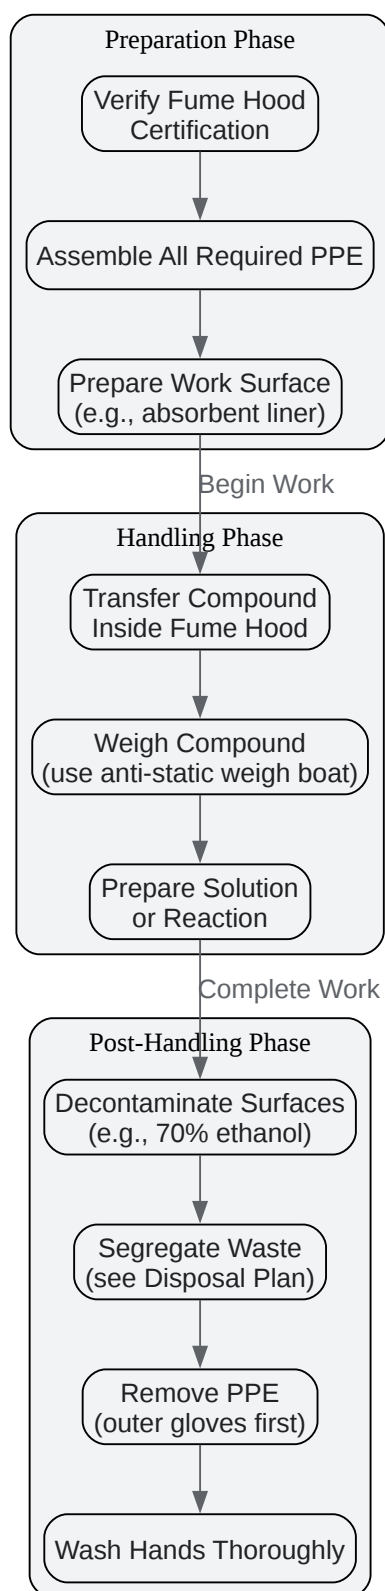 Preparation Phase
Verify Fume Hood
Certification
Assemble All Required PPE
Prepare Work Surface
(e.g., absorbent liner)
Begin Work
Handling Phase
Transfer Compound
Inside Fume Hood
Weigh Compound
(use anti-static weigh boat)
Prepare Solution
or Reaction
Complete Work
Post-Handling Phase
Decontaminate Surfaces
(e.g., 70% ethanol)
Segregate Waste
(see Disposal Plan)
Remove PPE
(outer gloves first)
Wash Hands Thoroughly